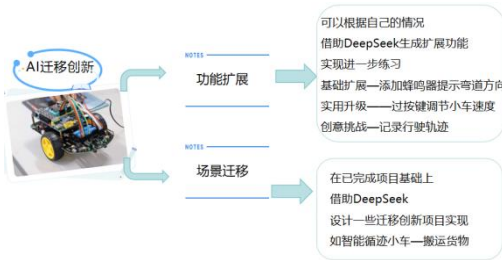 AI迁移创新
NOTES
功能扩展
可以根据自己的情况
借助DeepSeek生成扩展功能
实现进一步练习
基础扩展—添加蜂鸣器提示弯道方向
实用升级——过按键调节小车速度
创意挑战—记录行驶轨迹
NOTES
场景迁移
在已完成项目基础上
借助DeepSeek
设计一些迁移创新项目实现
如智能循迹小车—搬运货物